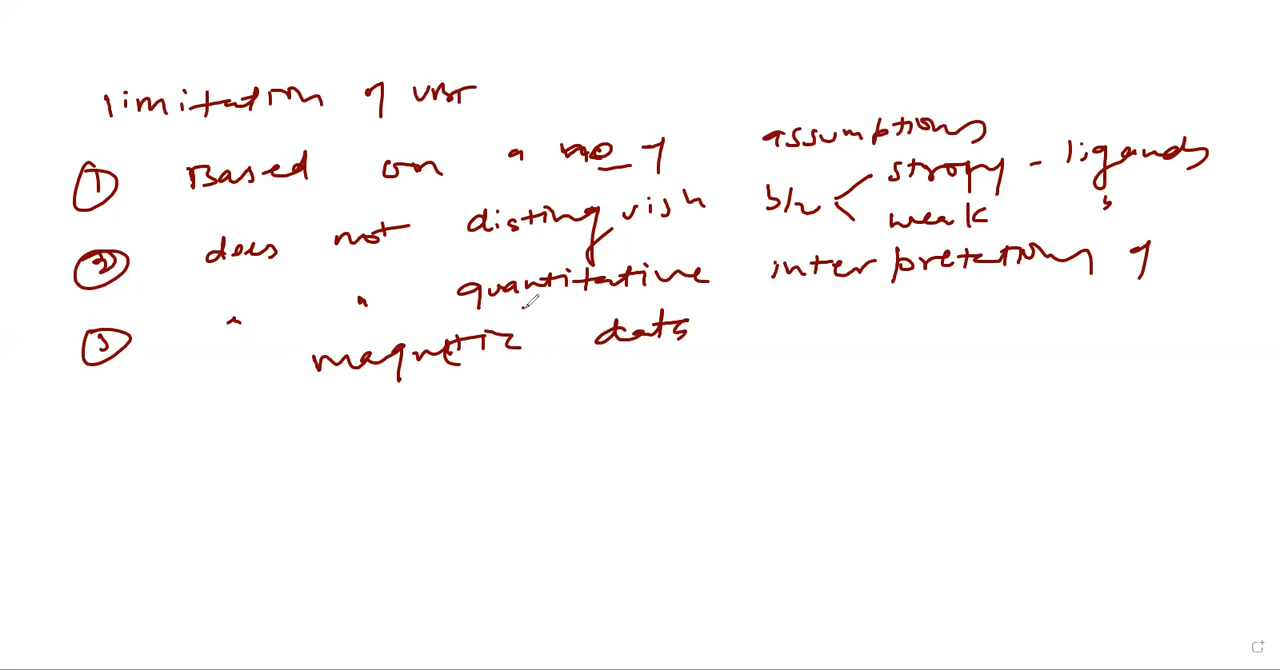 limitation of VBT
① Based on a no of assumptions
② does not distinguish b/w < strong - ligands
weak "
③ " " quantitative interpretation of
magnetic data